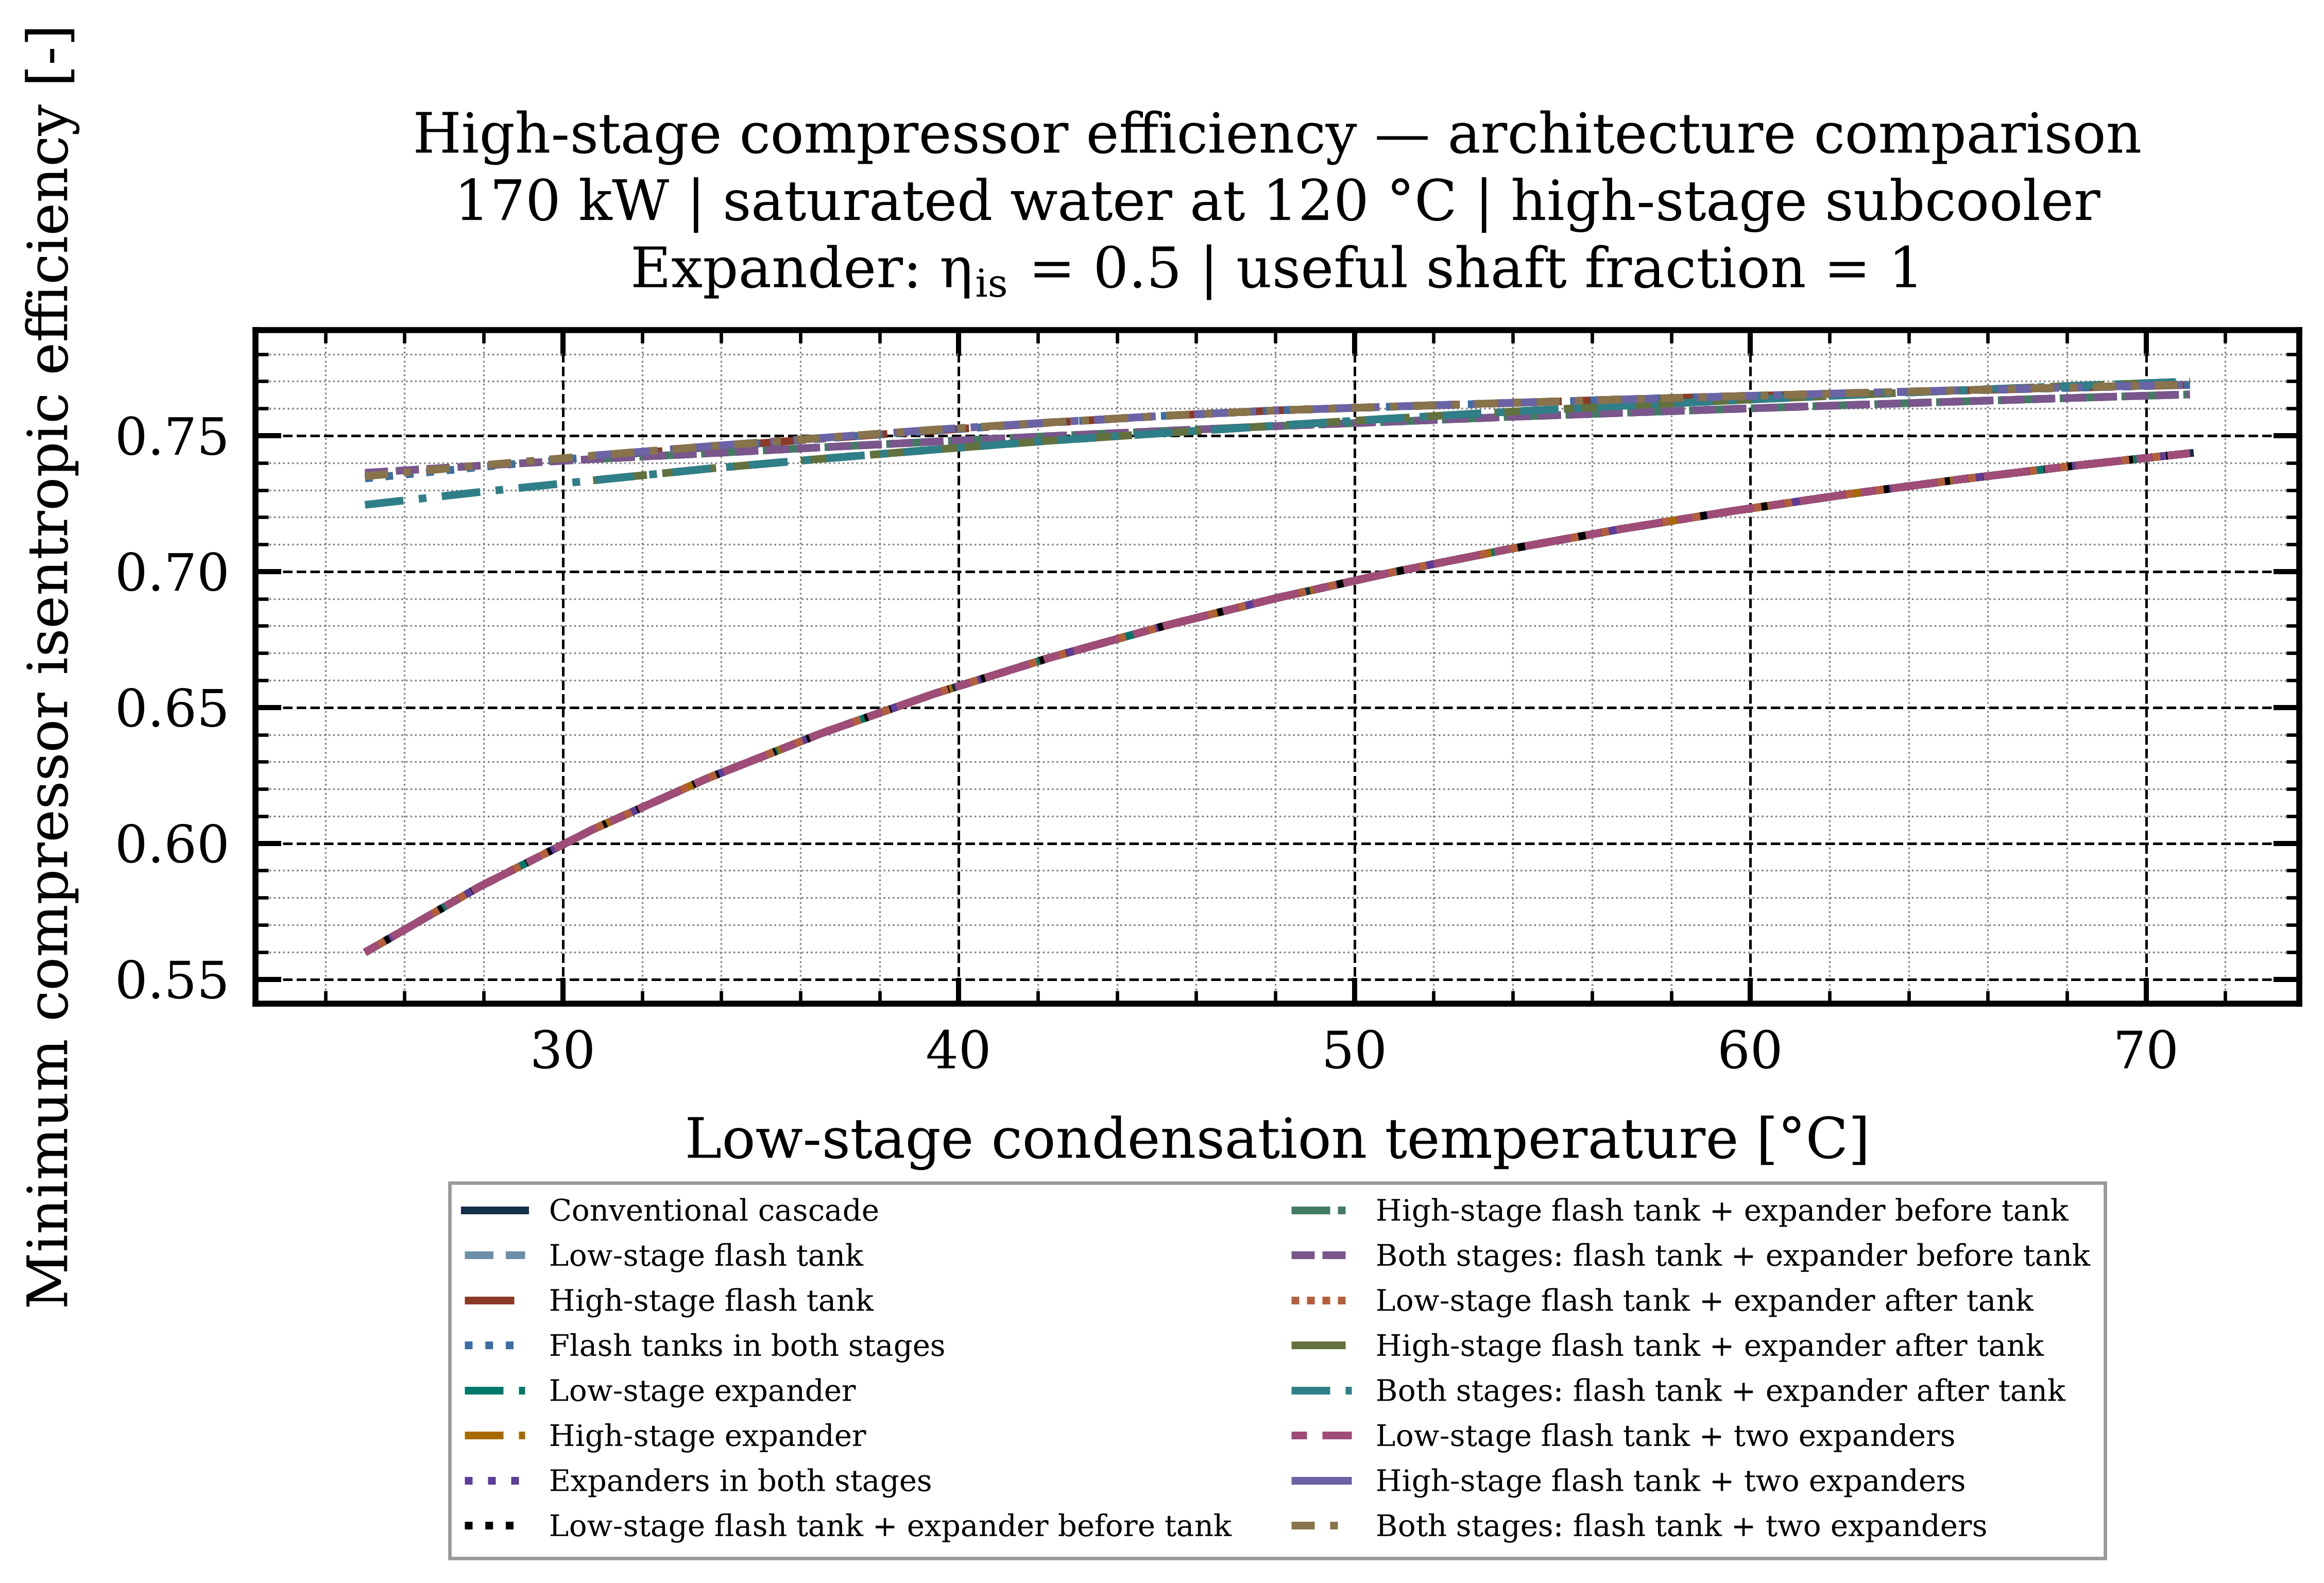 High-stage compressor efficiency — architecture comparison
170 kW | saturated water at 120 °C | high-stage subcooler
Expander: ηis = 0.5 | useful shaft fraction = 1
Minimum compressor isentropic efficiency [-]
0.75
0.70
0.65
0.60
0.55
30 40 50 60 70
Low-stage condensation temperature [°C]
Conventional cascade
Low-stage flash tank
High-stage flash tank
Flash tanks in both stages
Low-stage expander
High-stage expander
Expanders in both stages
Low-stage flash tank + expander before tank
High-stage flash tank + expander before tank
Both stages: flash tank + expander before tank
Low-stage flash tank + expander after tank
High-stage flash tank + expander after tank
Both stages: flash tank + expander after tank
Low-stage flash tank + two expanders
High-stage flash tank + two expanders
Both stages: flash tank + two expanders